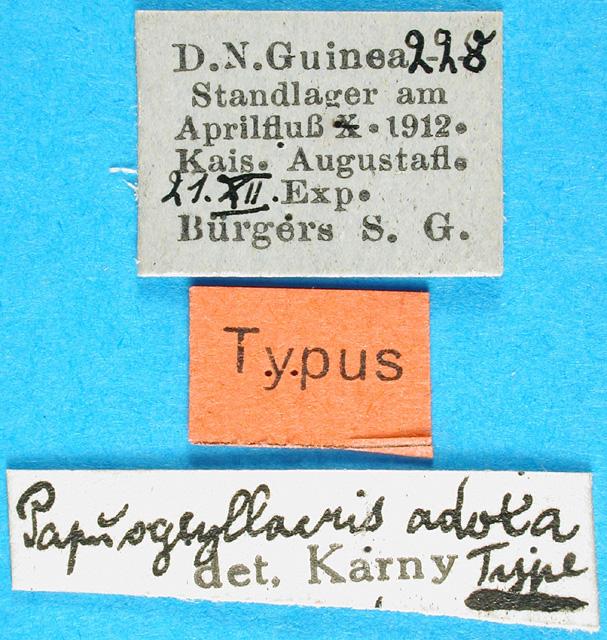 D.N.Guinea 228
Standlager am
Aprilfluß X. 1912.
Kais. Augustafl.
21.XII. Exp.
Bürgers S. G.
Typus
Papuogryllacris adoxa
det. Karny Type